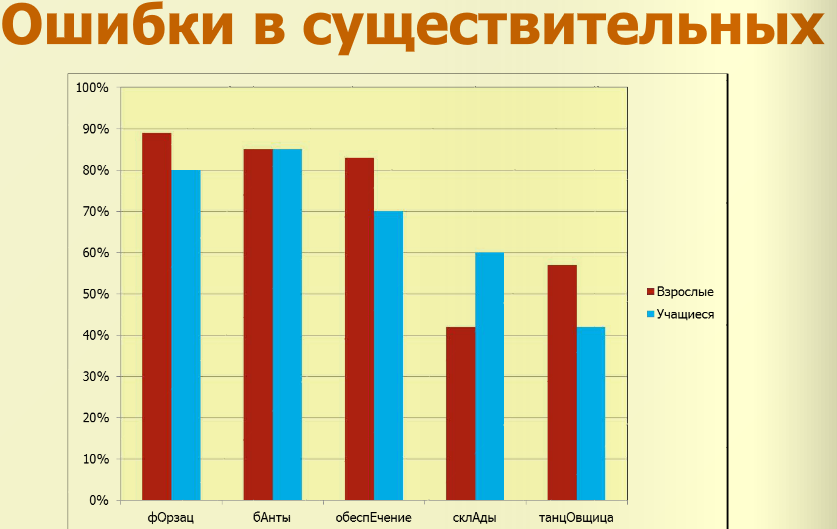 Ошибки в существительных
100%
90%
80%
70%
60%
50%
40%
30%
20%
10%
0%
фОрзац бАнты обеспЕчение склАды танцОвщица
Взрослые
Учащиеся